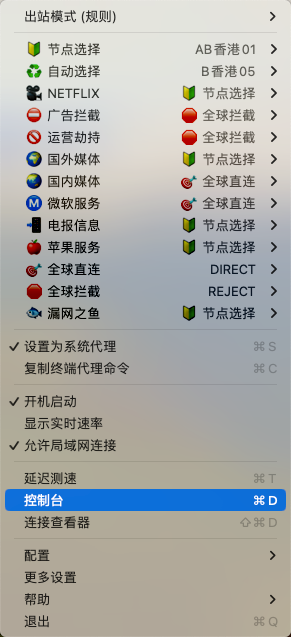 出站模式 (规则)
节点选择 AB香港01
自动选择 B香港05
NETFLIX 节点选择
广告拦截 全球拦截
运营劫持 全球拦截
国外媒体 节点选择
国内媒体 全球直连
微软服务 全球直连
电报信息 节点选择
苹果服务 节点选择
全球直连 DIRECT
全球拦截 REJECT
漏网之鱼 节点选择
设置为系统代理 ⌘ S
复制终端代理命令 ⌘ C
开机启动
显示实时速率
允许局域网连接
延迟测速 ⌘ T
控制台 ⌘ D
连接查看器 ⇧ ⌘ D
配置
更多设置
帮助
退出 ⌘ Q